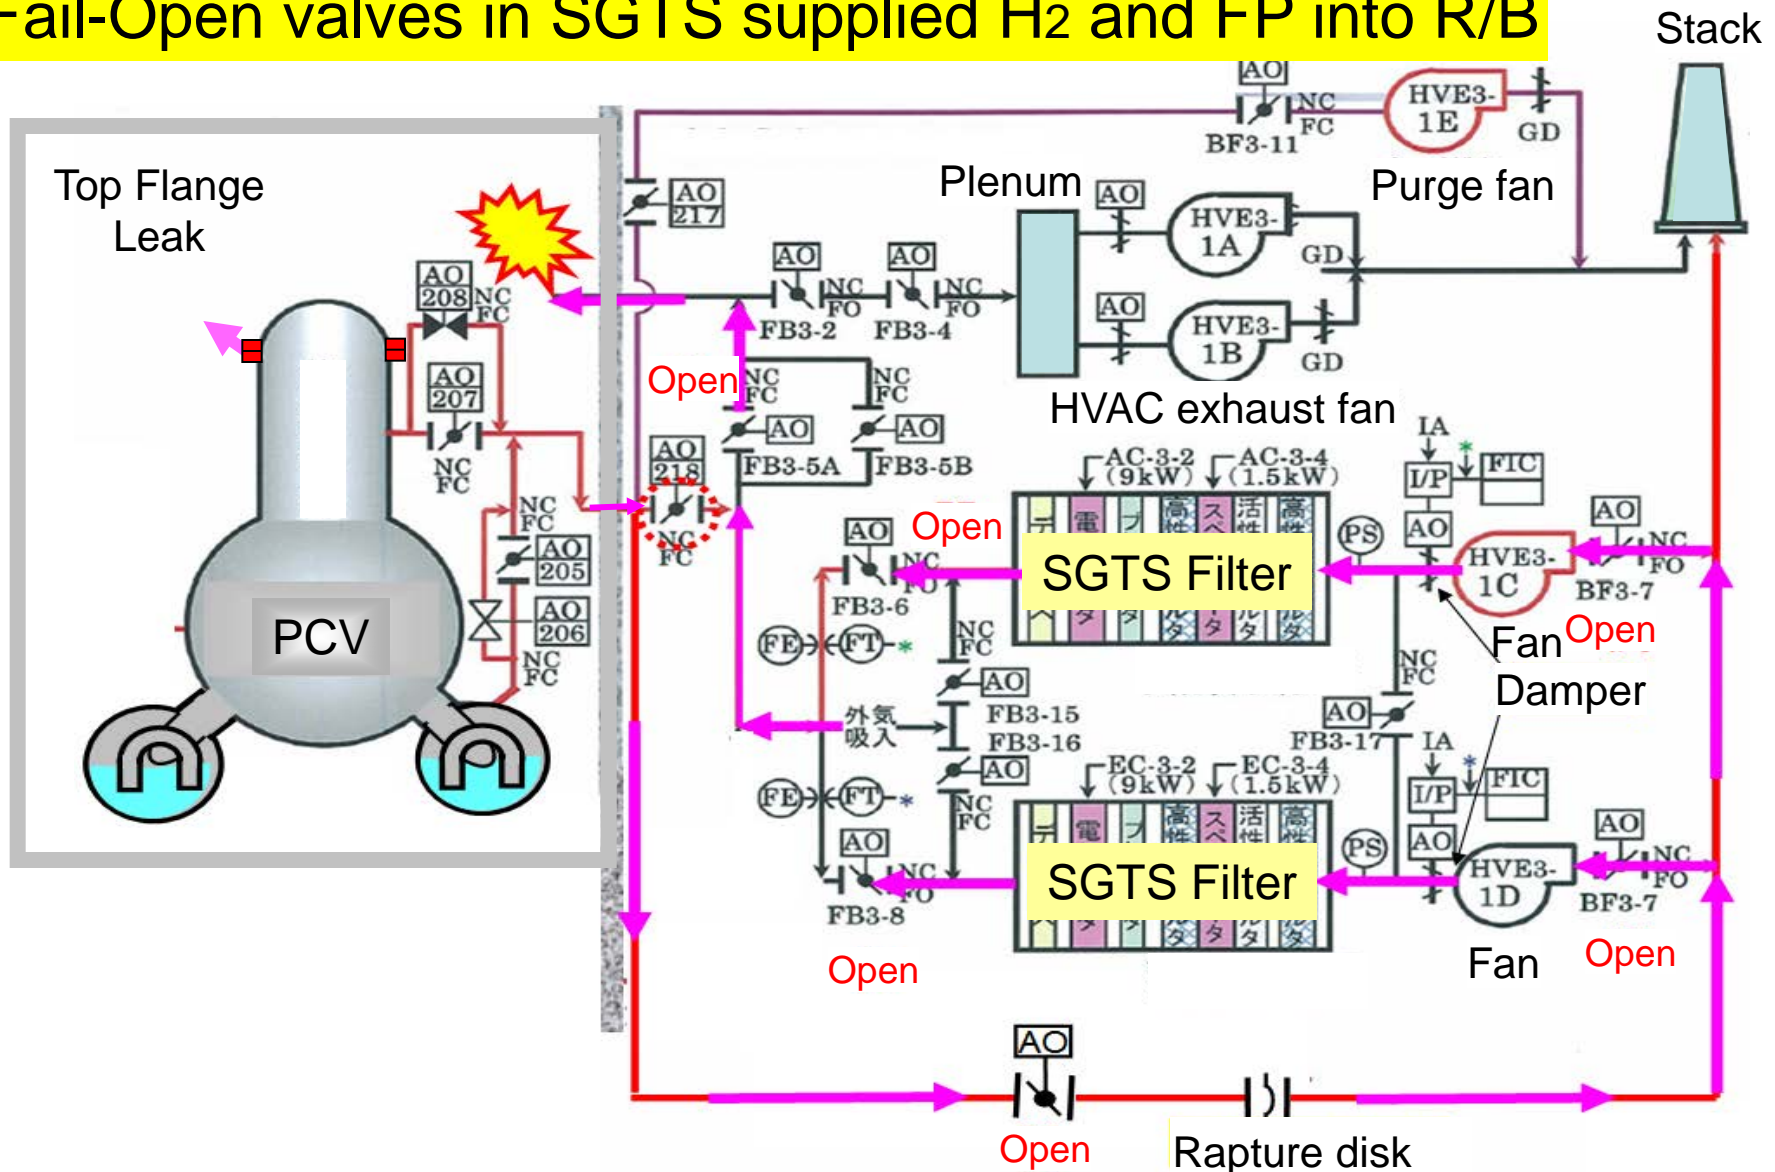 Fail-Open valves in SGTS supplied H2 and FP into R/B
Stack
AO
NC
FC
BF3-11
HVE3-
1E
GD
Purge fan
Top Flange
Leak
AO
217
Plenum
AO
HVE3-
1A
GD
AO
208
NC
FC
AO
NC
FO
FB3-2
AO
NC
FO
FB3-4
AO
HVE3-
1B
GD
HVAC exhaust fan
Open
NC
FC
NC
FC
AO
207
NC
FC
AO
FB3-5A
AO
FB3-5B
AO
218
NC
FC
AC-3-2
(9kW)
AC-3-4
(1.5kW)
IA
*
I/P
FIC
AO
PS
Open
AO
NC
FO
FB3-6
SGTS Filter
HVE3-
1C
AO
NC
FO
BF3-7
Open
NC
FC
AO
205
AO
206
NC
FC
PCV
FE
FT
*
NC
FC
AO
FB3-15
外気
吸入
FB3-16
AO
NC
FC
Fan
Damper
NC
FC
AO
FB3-17
FE
FT
*
EC-3-2
(9kW)
EC-3-4
(1.5kW)
IA
*
I/P
FIC
AO
PS
AO
NC
FO
FB3-8
Open
SGTS Filter
HVE3-
1D
Fan
AO
NC
FO
BF3-7
Open
AO
Open
Rapture disk